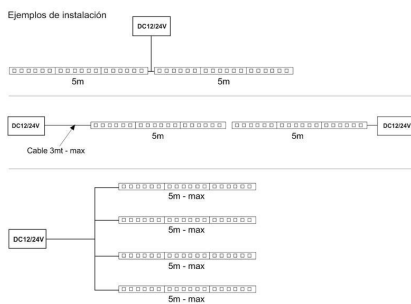 Ejemplos de instalación
DC12/24V
5m 5m
DC12/24V DC12/24V
5m 5m
Cable 3mt - max
5m - max
5m - max
DC12/24V
5m - max
5m - max